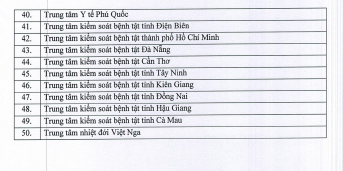 40. Trung tâm Y tế Phú Quốc
41. Trung tâm kiểm soát bệnh tật tỉnh Điện Biên
42. Trung tâm kiểm soát bệnh tật thành phố Hồ Chí Minh
43. Trung tâm kiểm soát bệnh tật Đà Nẵng
44. Trung tâm kiểm soát bệnh tật Cần Thơ
45. Trung tâm kiểm soát bệnh tật tỉnh Tây Ninh
46. Trung tâm kiểm soát bệnh tật tỉnh Kiên Giang
47. Trung tâm kiểm soát bệnh tật tỉnh Đồng Nai
48. Trung tâm kiểm soát bệnh tật tỉnh Hậu Giang
49. Trung tâm kiểm soát bệnh tật tỉnh Cà Mau
50. Trung tâm nhiệt đới Việt Nga